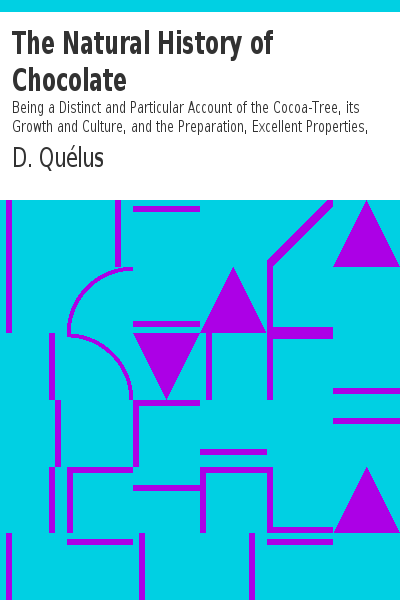 The Natural History of
Chocolate
Being a Distinct and Particular Account of the Cocoa-Tree, its
Growth and Culture, and the Preparation, Excellent Properties,
D. Quélus